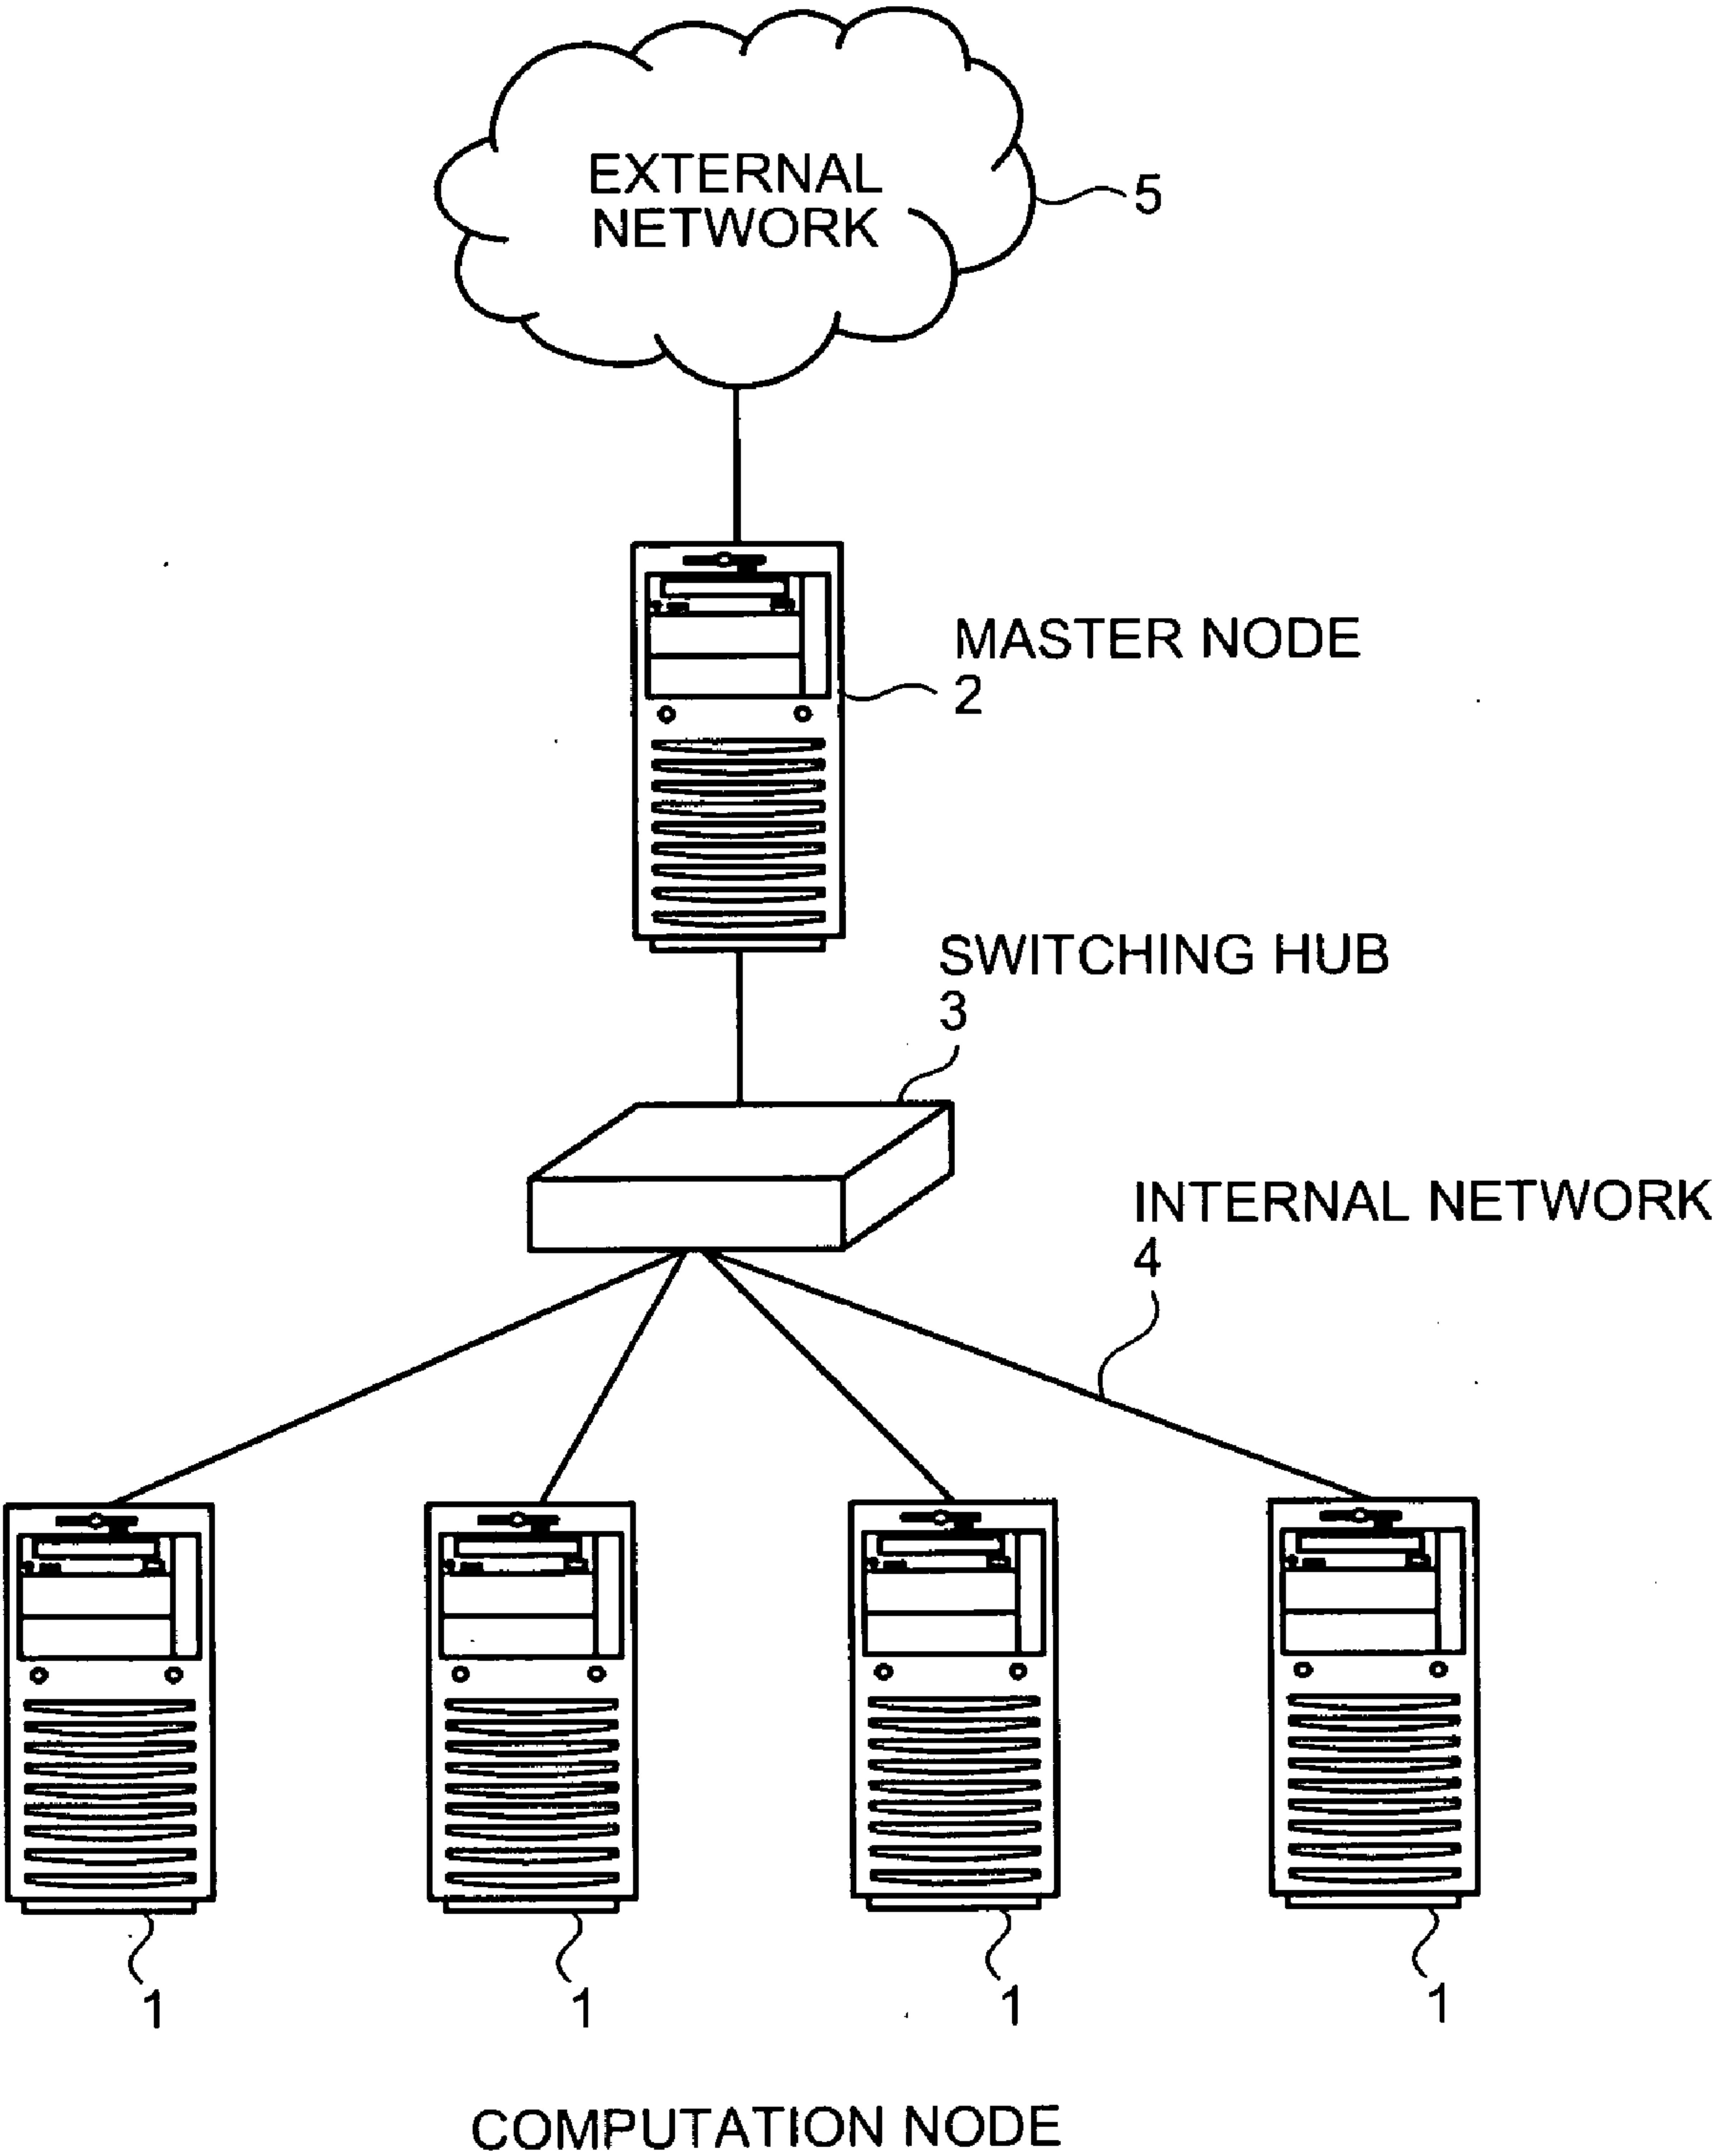 EXTERNAL
NETWORK
5
MASTER NODE
2
SWITCHING HUB
3
INTERNAL NETWORK
4
1
1
1
1
COMPUTATION NODE